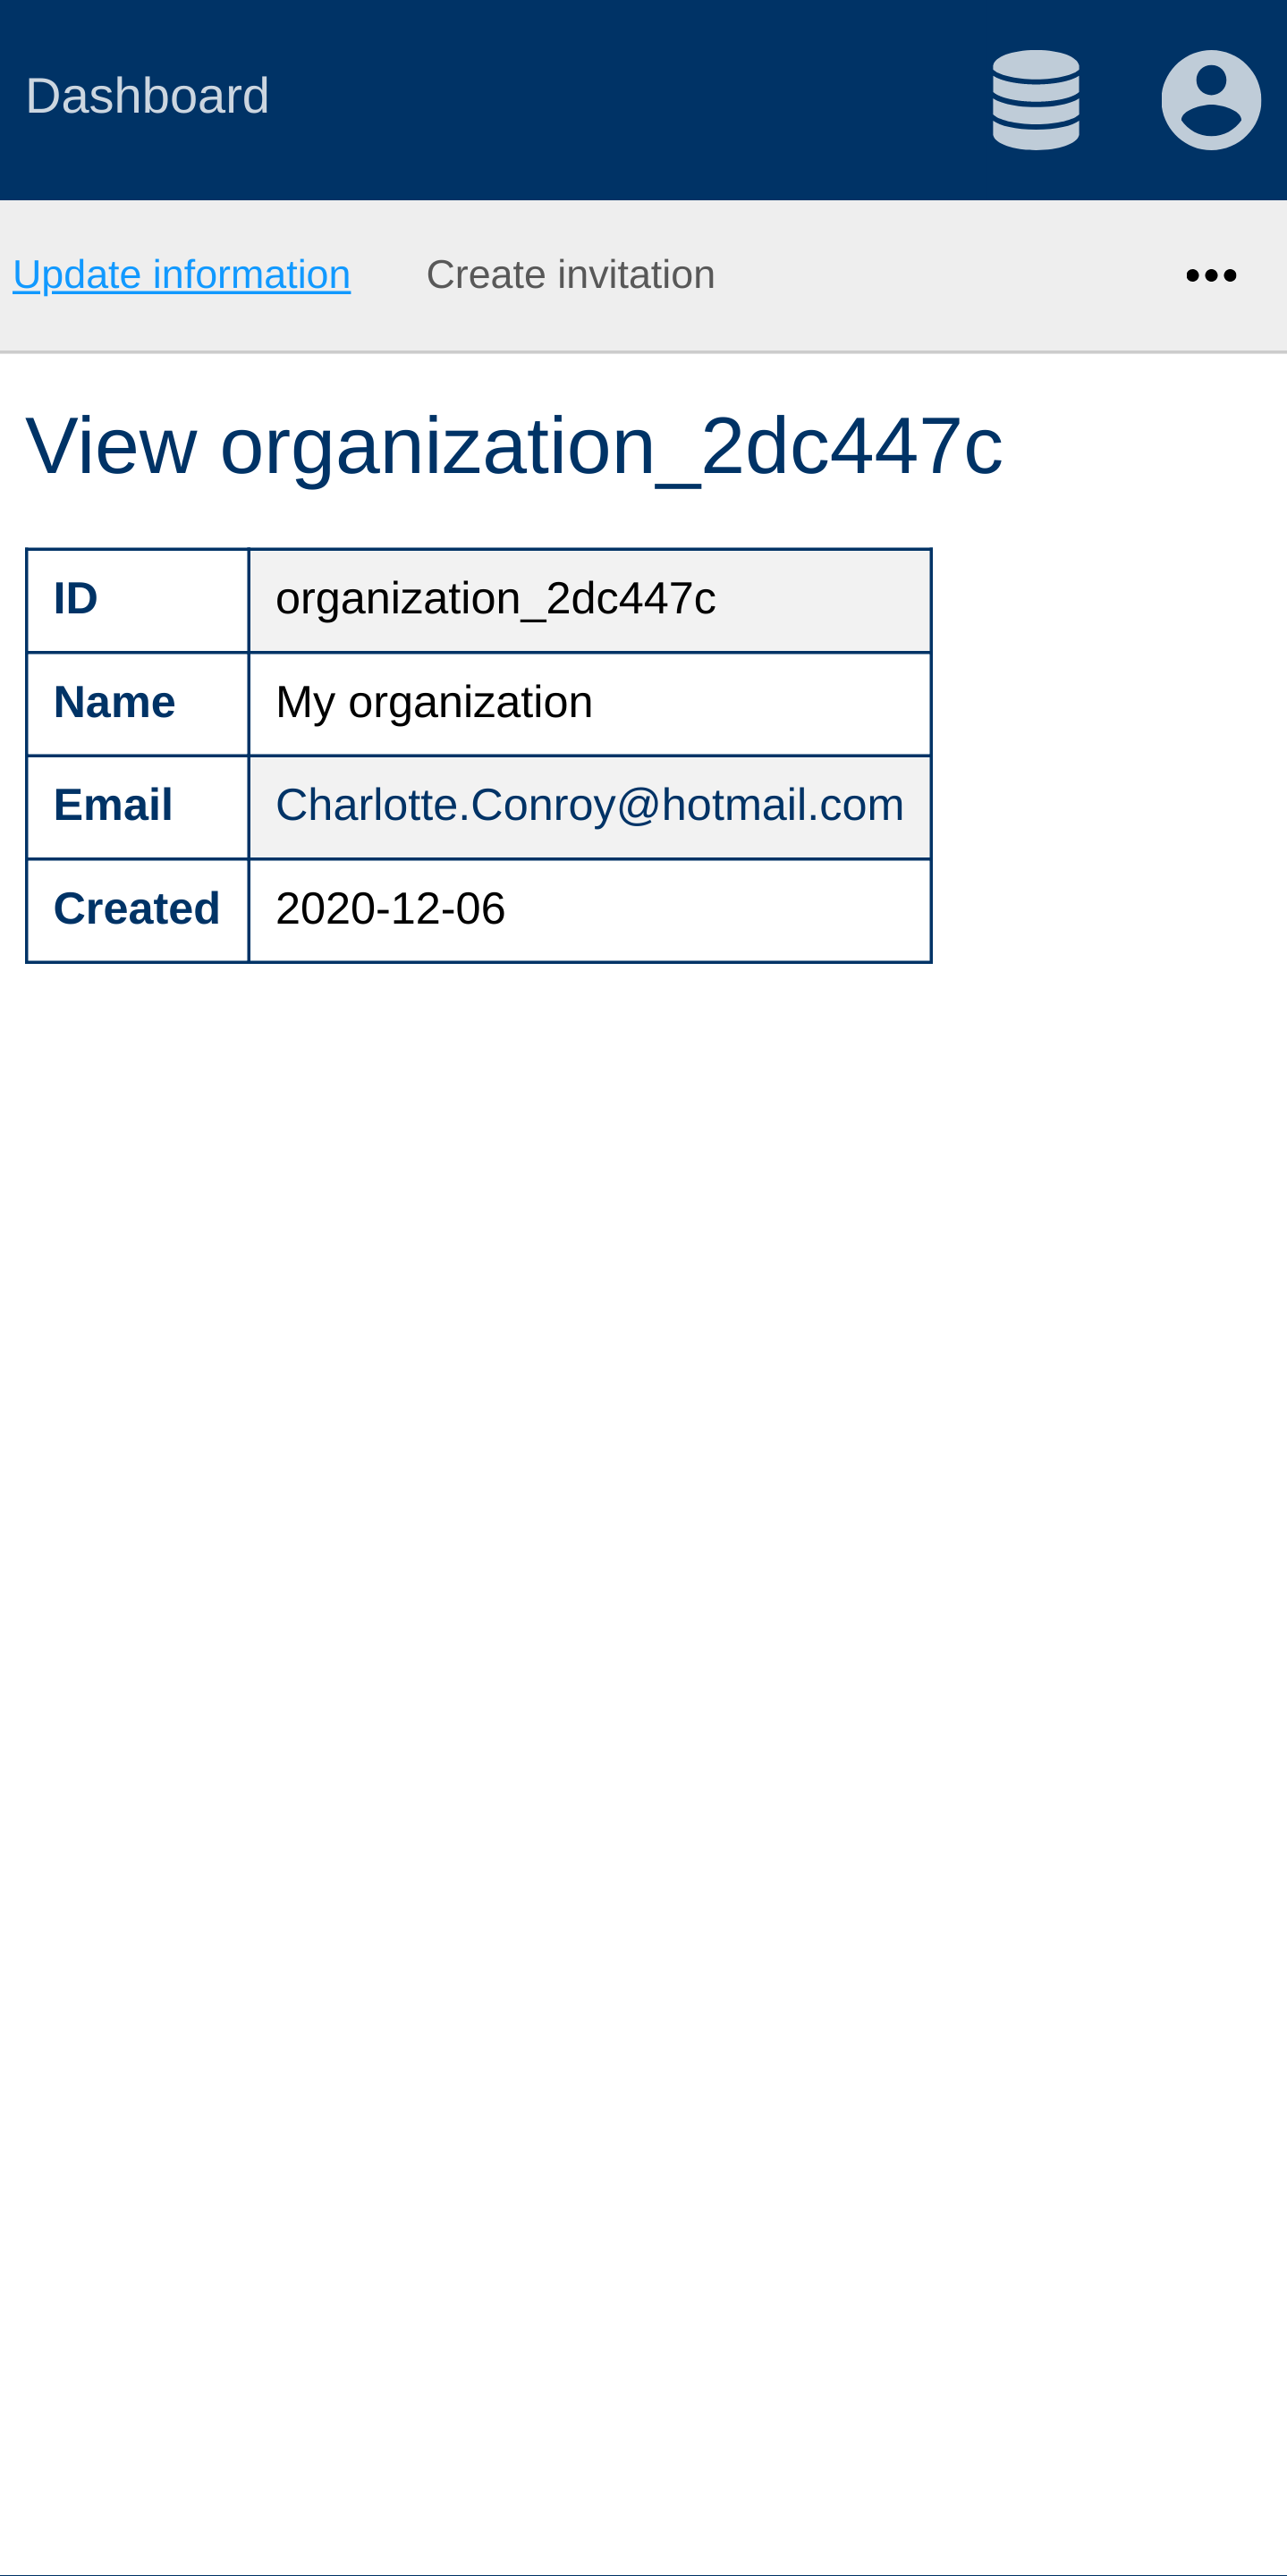 Dashboard
Update information Create invitation
View organization_2dc447c
ID organization_2dc447c
Name My organization
Email Charlotte.Conroy@hotmail.com
Created 2020-12-06